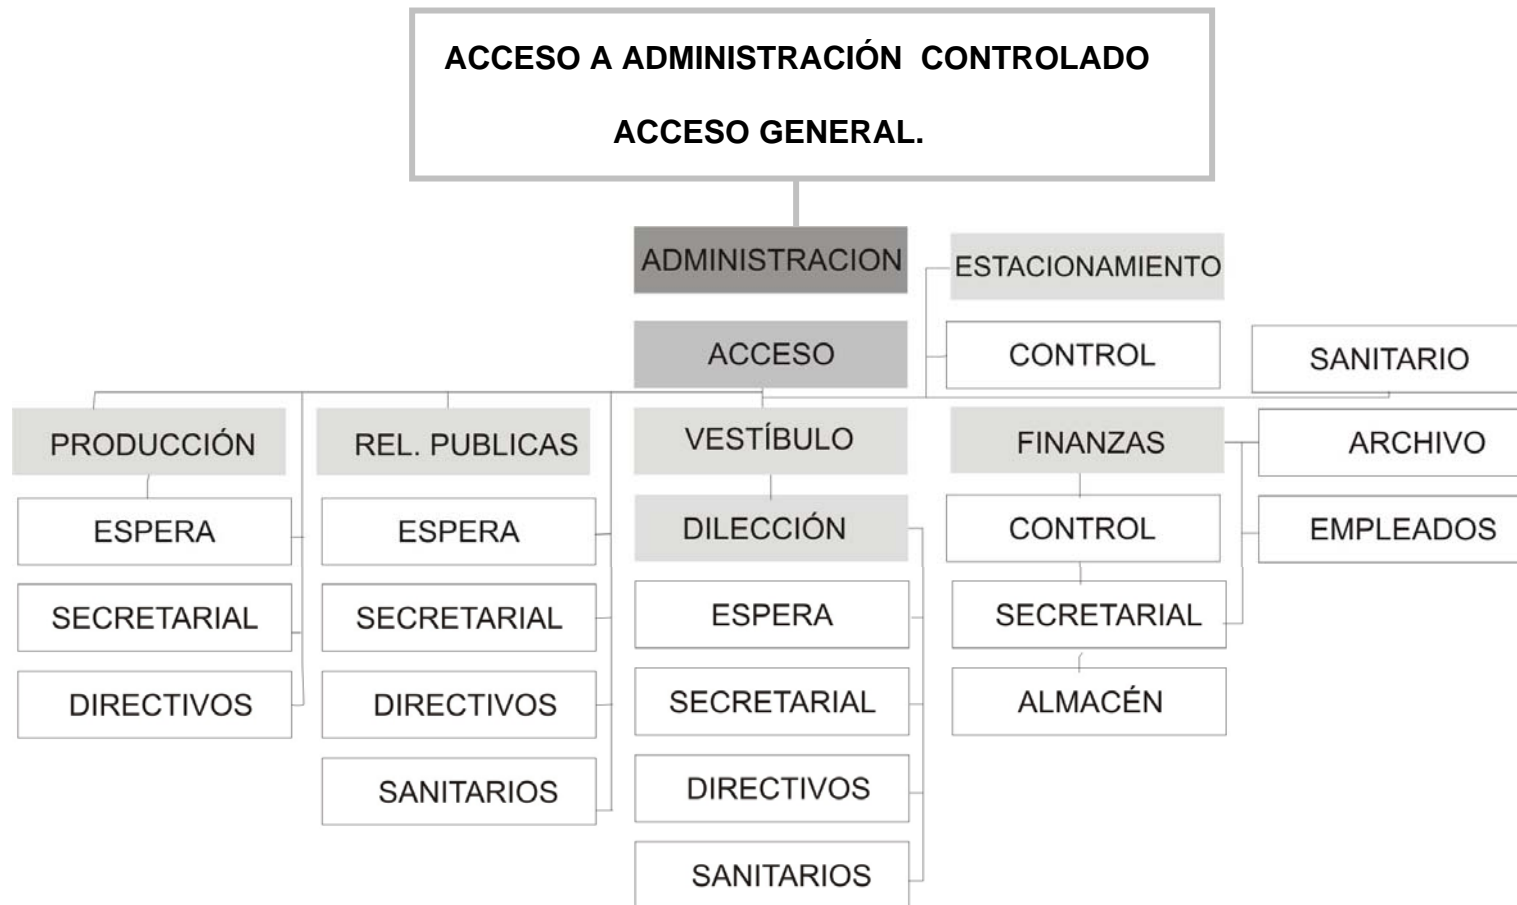 ACCESO A ADMINISTRACIÓN CONTROLADO
ACCESO GENERAL.
ADMINISTRACION
ESTACIONAMIENTO
ACCESO
CONTROL
SANITARIO
PRODUCCIÓN
REL. PUBLICAS
VESTÍBULO
FINANZAS
ARCHIVO
ESPERA
ESPERA
DILECCIÓN
CONTROL
EMPLEADOS
SECRETARIAL
SECRETARIAL
ESPERA
SECRETARIAL
DIRECTIVOS
DIRECTIVOS
SECRETARIAL
ALMACÉN
SANITARIOS
DIRECTIVOS
SANITARIOS